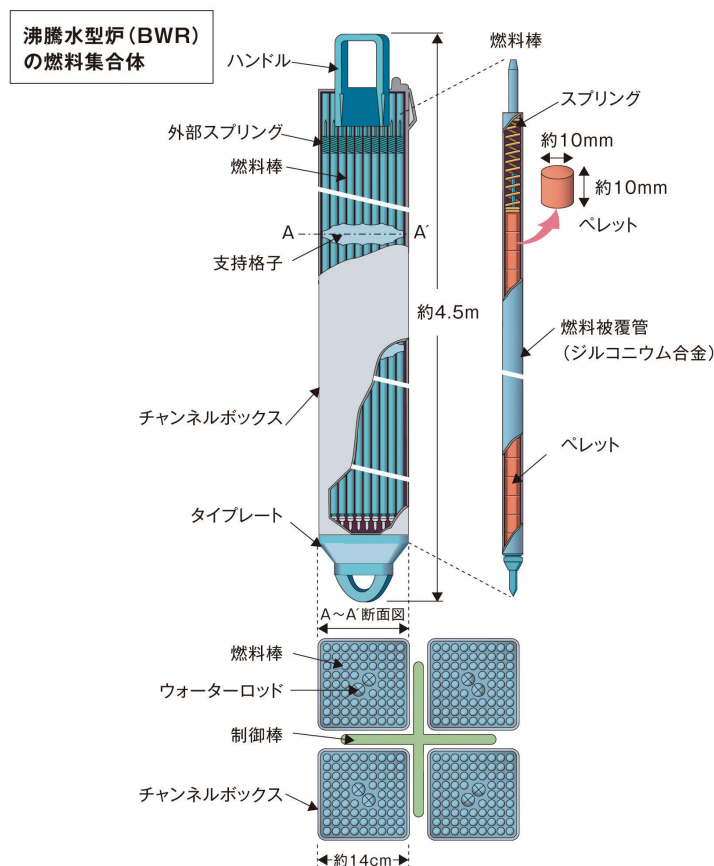 沸騰水型炉(BWR)
の燃料集合体
ハンドル
外部スプリング
燃料棒
A
A´
支持格子
約4.5m
チャンネルボックス
タイプレート
燃料棒
スプリング
約10mm
約10mm
ペレット
燃料被覆管
(ジルコニウム合金)
ペレット
A〜A´断面図
燃料棒
ウォーターロッド
制御棒
チャンネルボックス
約14cm